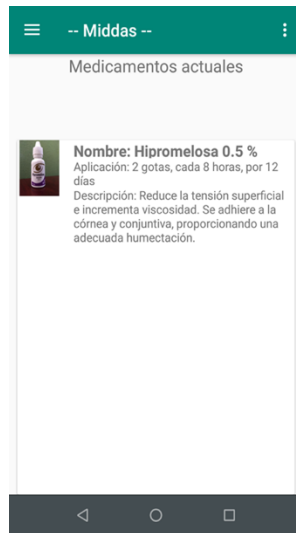 -- Middas --
Medicamentos actuales
Nombre: Hipromelosa 0.5 %
Aplicación: 2 gotas, cada 8 horas, por 12
días
Descripción: Reduce la tensión superficial
e incrementa viscosidad. Se adhiere a la
córnea y conjuntiva, proporcionando una
adecuada humectación.